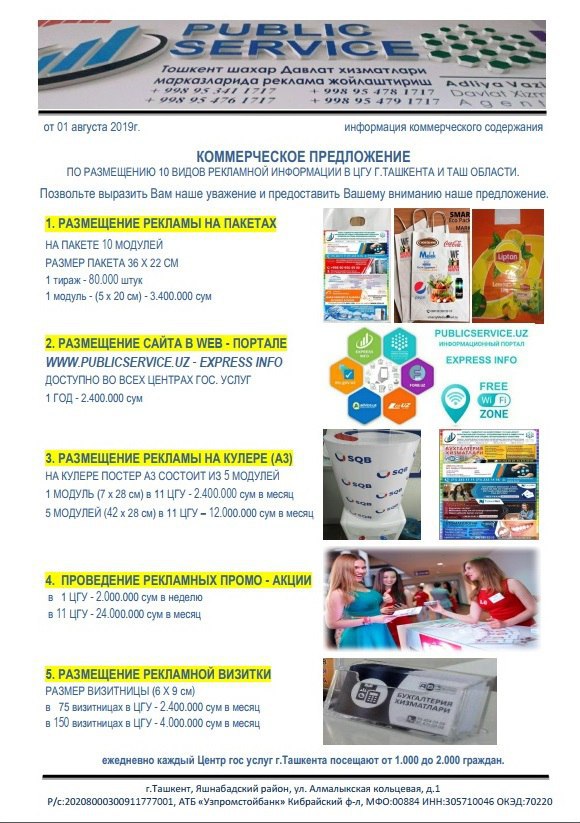 PUBLIC
SERVICE
Тошкент шаҳар Давлат хизматлари
марказларида реклама жойлаштириш
+ 998 95 341 1717 + 998 95 478 1717
+ 998 95 476 1717 + 998 95 479 1717
Adliya Vazi
Davlat Xizm
Agent
от 01 августа 2019г.
информация коммерческого содержания
КОММЕРЧЕСКОЕ ПРЕДЛОЖЕНИЕ
ПО РАЗМЕЩЕНИЮ 10 ВИДОВ РЕКЛАМНОЙ ИНФОРМАЦИИ В ЦГУ Г.ТАШКЕНТА И ТАШ ОБЛАСТИ.
Позвольте выразить Вам наше уважение и предоставить Вашему вниманию наше предложение.
1. РАЗМЕЩЕНИЕ РЕКЛАМЫ НА ПАКЕТАХ
НА ПАКЕТЕ 10 МОДУЛЕЙ
РАЗМЕР ПАКЕТА 36 Х 22 СМ
1 тираж - 80.000 штук
1 модуль - (5 х 20 см) - 3.400.000 сум
Coca-Cola
pepsi
Lipton
2. РАЗМЕЩЕНИЕ САЙТА В WEB - ПОРТАЛЕ
WWW.PUBLICSERVICE.UZ - EXPRESS INFO
ДОСТУПНО ВО ВСЕХ ЦЕНТРАХ ГОС. УСЛУГ
1 ГОД - 2.400.000 сум
EXPRESS
INFO
PUBLICSERVICE.UZ
ИНФОРМАЦИОННЫЙ ПОРТАЛ
EXPRESS INFO
FREE
Wi Fi
ZONE
3. РАЗМЕЩЕНИЕ РЕКЛАМЫ НА КУЛЕРЕ (А3)
НА КУЛЕРЕ ПОСТЕР А3 СОСТОИТ ИЗ 5 МОДУЛЕЙ
1 МОДУЛЬ (7 х 28 см) в 11 ЦГУ - 2.400.000 сум в месяц
5 МОДУЛЕЙ (42 х 28 см) в 11 ЦГУ – 12.000.000 сум в месяц
SQB
SQB
SQB
БУХГАЛТЕРИЯ
ХИЗМАТЛАРИ
4. ПРОВЕДЕНИЕ РЕКЛАМНЫХ ПРОМО - АКЦИИ
в 1 ЦГУ - 2.000.000 сум в неделю
в 11 ЦГУ - 24.000.000 сум в месяц
5. РАЗМЕЩЕНИЕ РЕКЛАМНОЙ ВИЗИТКИ
РАЗМЕР ВИЗИТНИЦЫ (6 Х 9 см)
в 75 визитницах в ЦГУ - 2.400.000 сум в месяц
в 150 визитницах в ЦГУ - 4.000.000 сум в месяц
БУХГАЛТЕРИЯ
ХИЗМАТЛАРИ
ежедневно каждый Центр гос услуг г.Ташкента посещают от 1.000 до 2.000 граждан.
г.Ташкент, Яшнабадский район, ул. Алмалыкская кольцевая, д.1
Р/с:20208000300911777001, АТБ «Узпромстойбанк» Кибрайский ф-л, МФО:00884 ИНН:305710046 ОКЭД:70220